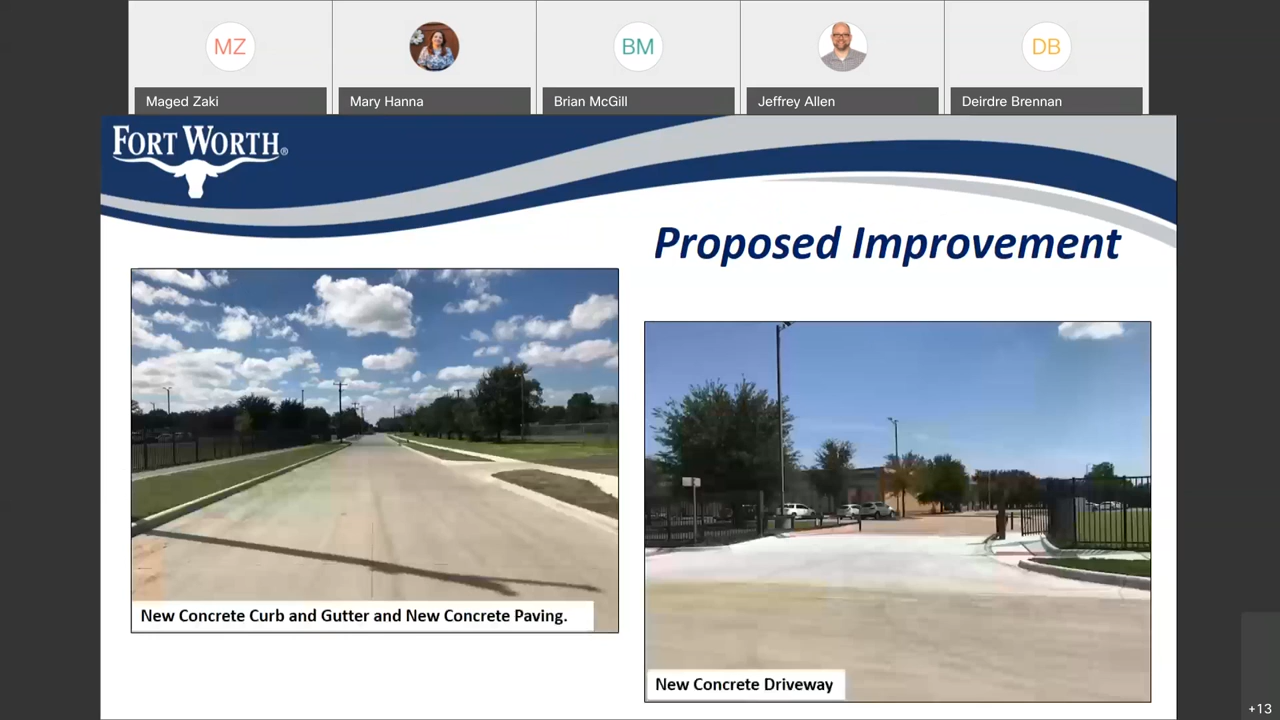 MZ
BM
DB
Maged Zaki
Mary Hanna
Brian McGill
Jeffrey Allen
Deirdre Brennan
FORT WORTH®
Proposed Improvement
New Concrete Curb and Gutter and New Concrete Paving.
New Concrete Driveway
+13